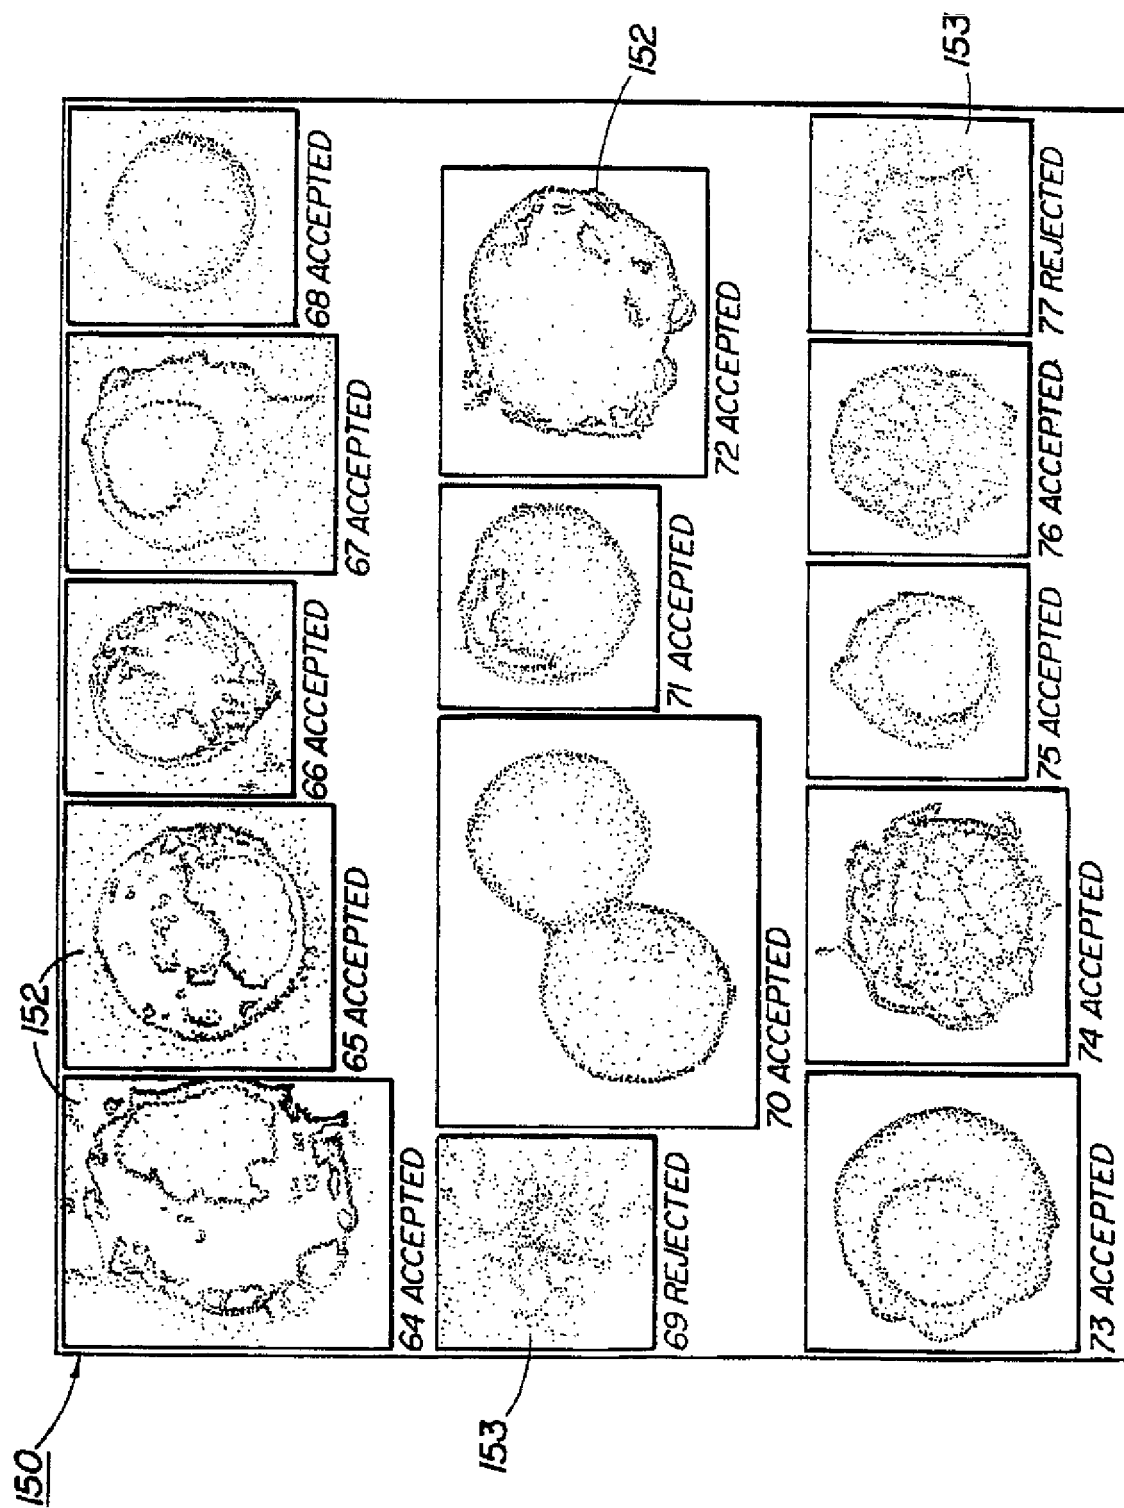 150
152
64 ACCEPTED
65 ACCEPTED
66 ACCEPTED
67 ACCEPTED
68 ACCEPTED
153
69 REJECTED
70 ACCEPTED
71 ACCEPTED
72 ACCEPTED
152
73 ACCEPTED
74 ACCEPTED
75 ACCEPTED
76 ACCEPTED
77 REJECTED
153